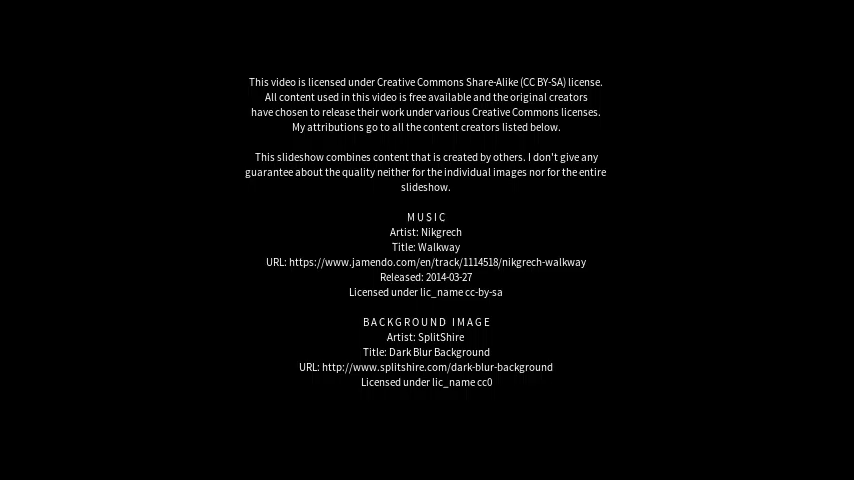 This video is licensed under Creative Commons Share-Alike (CC BY-SA) license.
All content used in this video is free available and the original creators
have chosen to release their work under various Creative Commons licenses.
My attributions go to all the content creators listed below.
This slideshow combines content that is created by others. I don't give any
guarantee about the quality neither for the individual images nor for the entire
slideshow.
MUSIC
Artist: Nikgrech
Title: Walkway
URL: https://www.jamendo.com/en/track/1114518/nikgrech-walkway
Released: 2014-03-27
Licensed under lic_name cc-by-sa
BACKGROUND IMAGE
Artist: SplitShire
Title: Dark Blur Background
URL: http://www.splitshire.com/dark-blur-background
Licensed under lic_name cc0